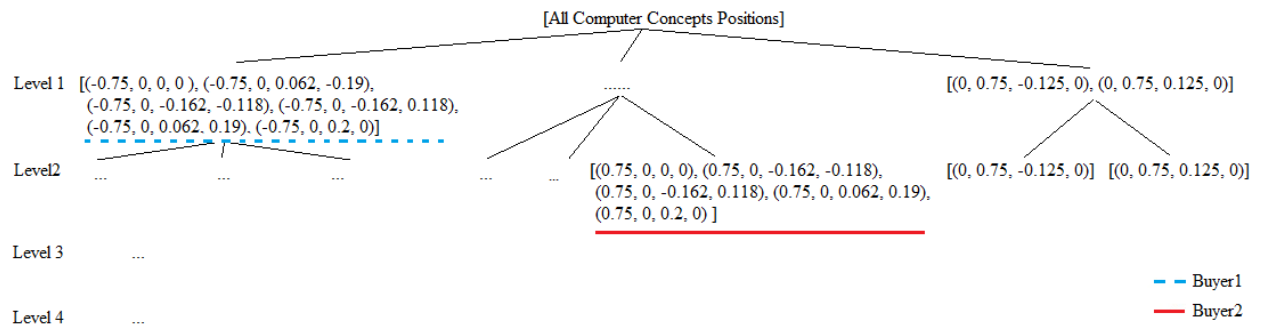 [All Computer Concepts Positions]
Level 1 [(-0.75, 0, 0, 0 ), (-0.75, 0, 0.062, -0.19),
(-0.75, 0, -0.162, -0.118), (-0.75, 0, -0.162, 0.118),
(-0.75, 0, 0.062, 0.19), (-0.75, 0, 0.2, 0)]
......
[(0, 0.75, -0.125, 0), (0, 0.75, 0.125, 0)]
Level2 ... ... ... ... ... [(0.75, 0, 0, 0), (0.75, 0, -0.162, -0.118),
(0.75, 0, -0.162, 0.118), (0.75, 0, 0.062, 0.19),
(0.75, 0, 0.2, 0) ]
[(0, 0.75, -0.125, 0)] [(0, 0.75, 0.125, 0)]
Level 3 ...
Level 4 ...
Buyer1
Buyer2